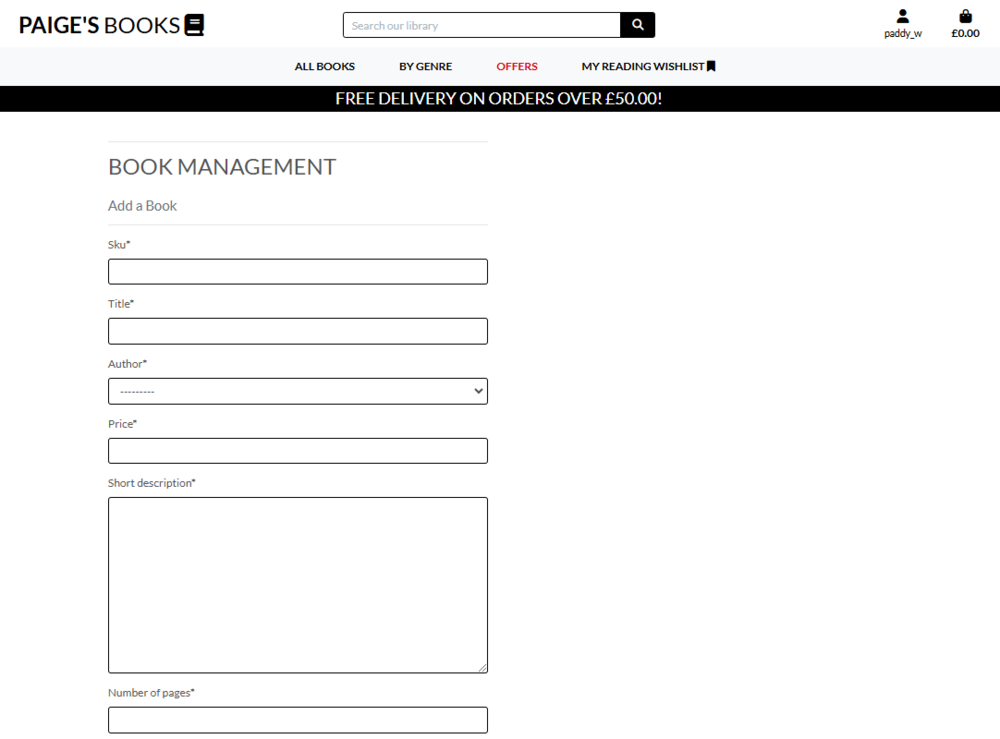 PAIGE'S BOOKS
Search our library
paddy_w
£0.00
ALL BOOKS BY GENRE OFFERS MY READING WISHLIST
FREE DELIVERY ON ORDERS OVER £50.00!
BOOK MANAGEMENT
Add a Book
Sku*
Title*
Author*
---------
Price*
Short description*
Number of pages*